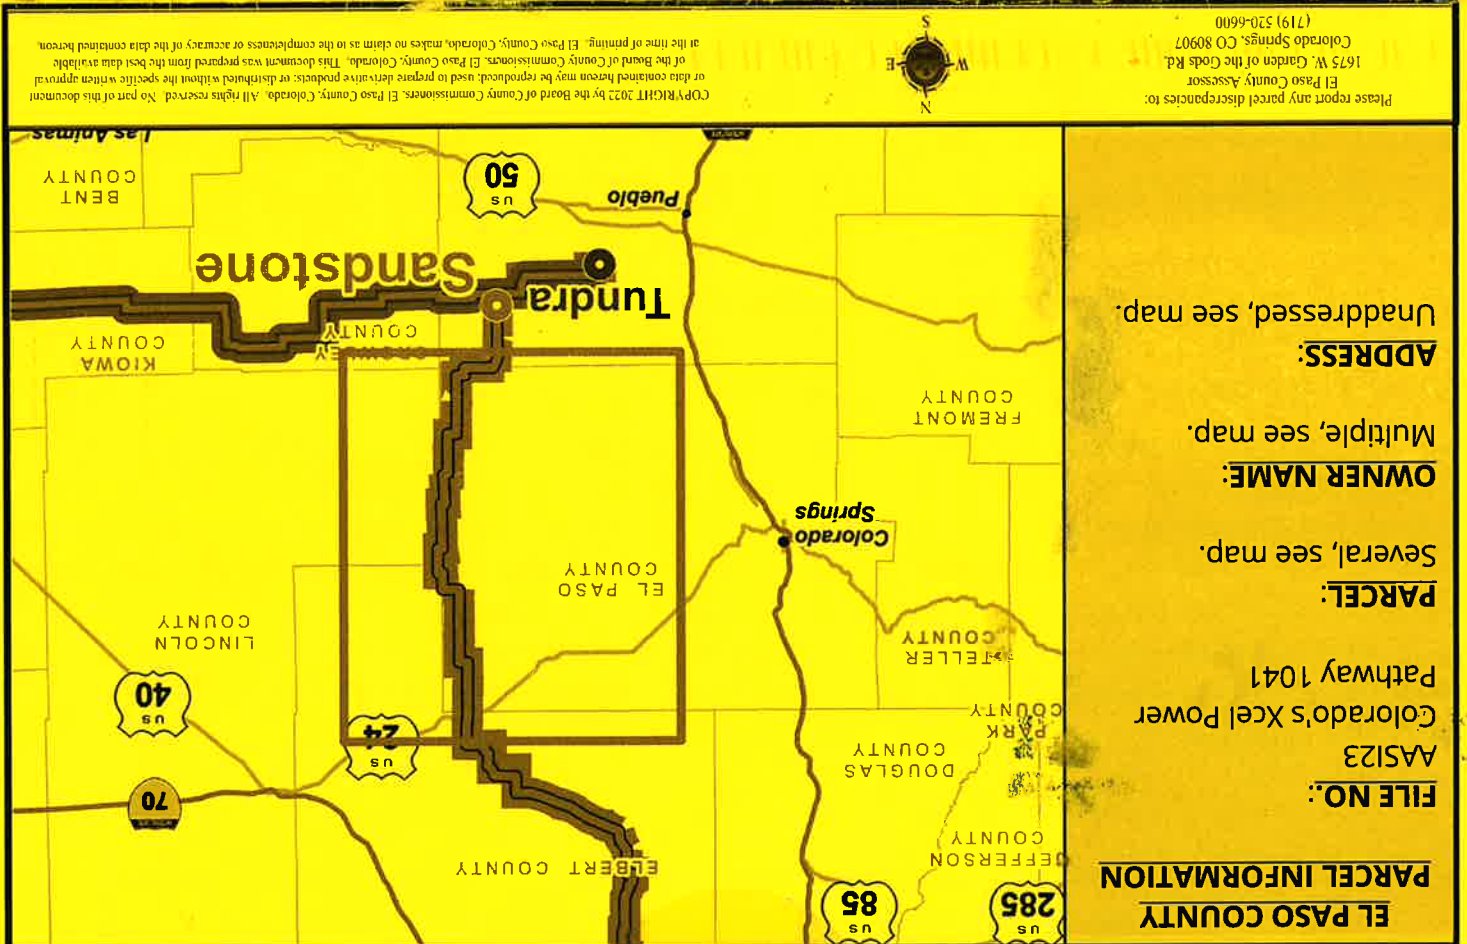 EL PASO COUNTY
PARCEL INFORMATION
FILE NO.:
AASI23
Colorado's Xcel Power
Pathway 1041
PARCEL:
Several, see map.
OWNER NAME:
Multiple, see map.
ADDRESS:
Unaddressed, see map.
US
285
US
85
JEFFERSON
COUNTY
ELBERT COUNTY
70
DOUGLAS
COUNTY
US
24
PARK
COUNTY
US
40
TELLER
COUNTY
LINCOLN
COUNTY
EL PASO
COUNTY
Colorado
Springs
FREMONT
COUNTY
KIOWA
COUNTY
COUNTY
Tundra
Sandstone
Pueblo
US
50
BENT
COUNTY
Las Animas
Please report any parcel discrepancies to:
El Paso County Assessor
1675 W. Garden of the Gods Rd.
Colorado Springs, CO 80907
(719) 520-6600
N
W
E
S
COPYRIGHT 2022 by the Board of County Commissioners, El Paso County, Colorado. All rights reserved. No part of this document
or data contained hereon may be reproduced; used to prepare derivative products; or distributed without the specific written approval
of the Board of County Commissioners, El Paso County, Colorado. This document was prepared from the best data available
at the time of printing. El Paso County, Colorado, makes no claim as to the completeness or accuracy of the data contained hereon.